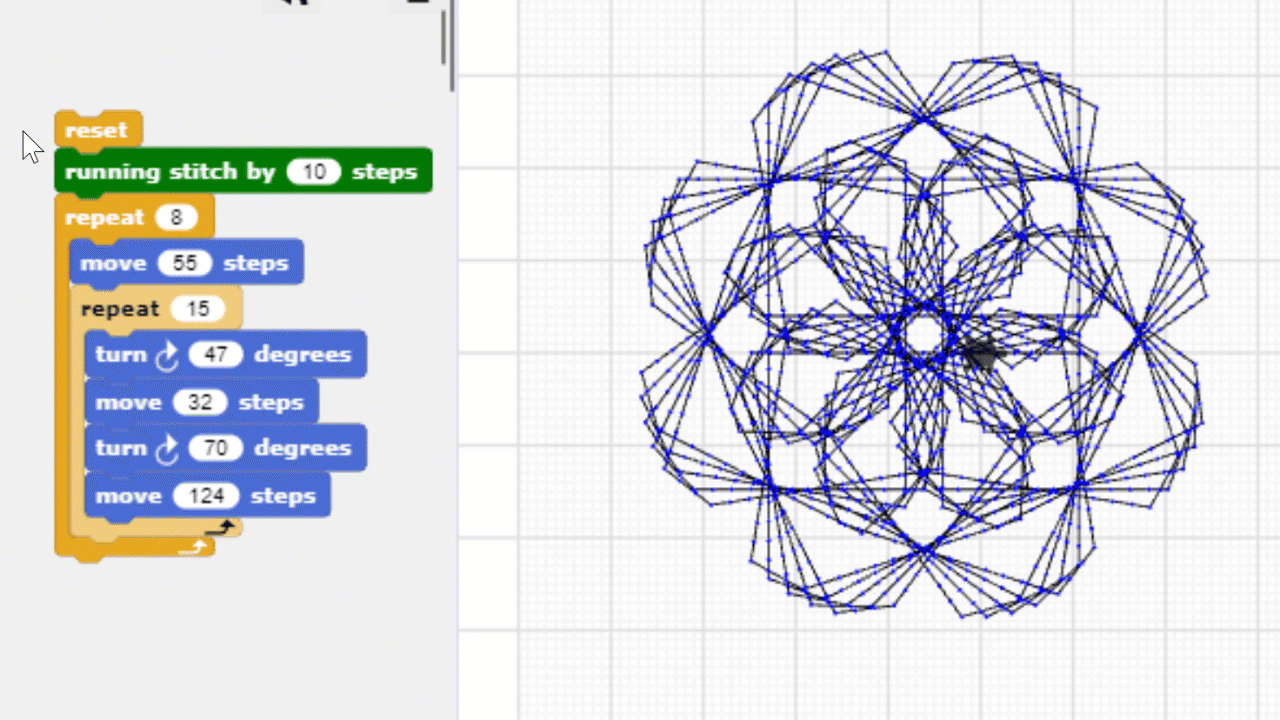 reset
running stitch by 10 steps
repeat 8
move 55 steps
repeat 15
turn 47 degrees
move 32 steps
turn 70 degrees
move 124 steps